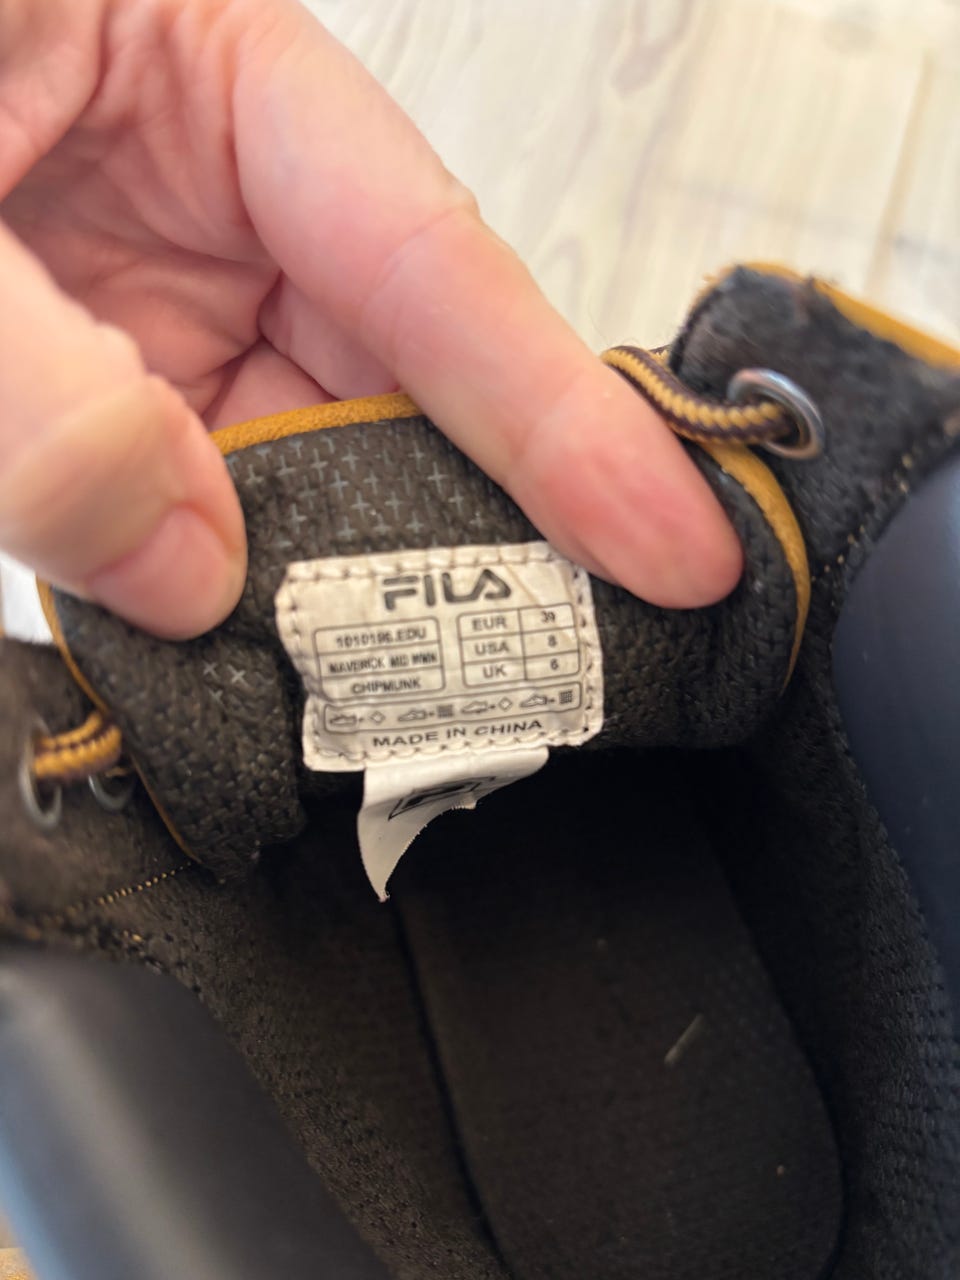 FILA
1010196.EDU
MAVERICK MID WMN
CHIPMUNK
EUR 39
USA 8
UK 6
MADE IN CHINA